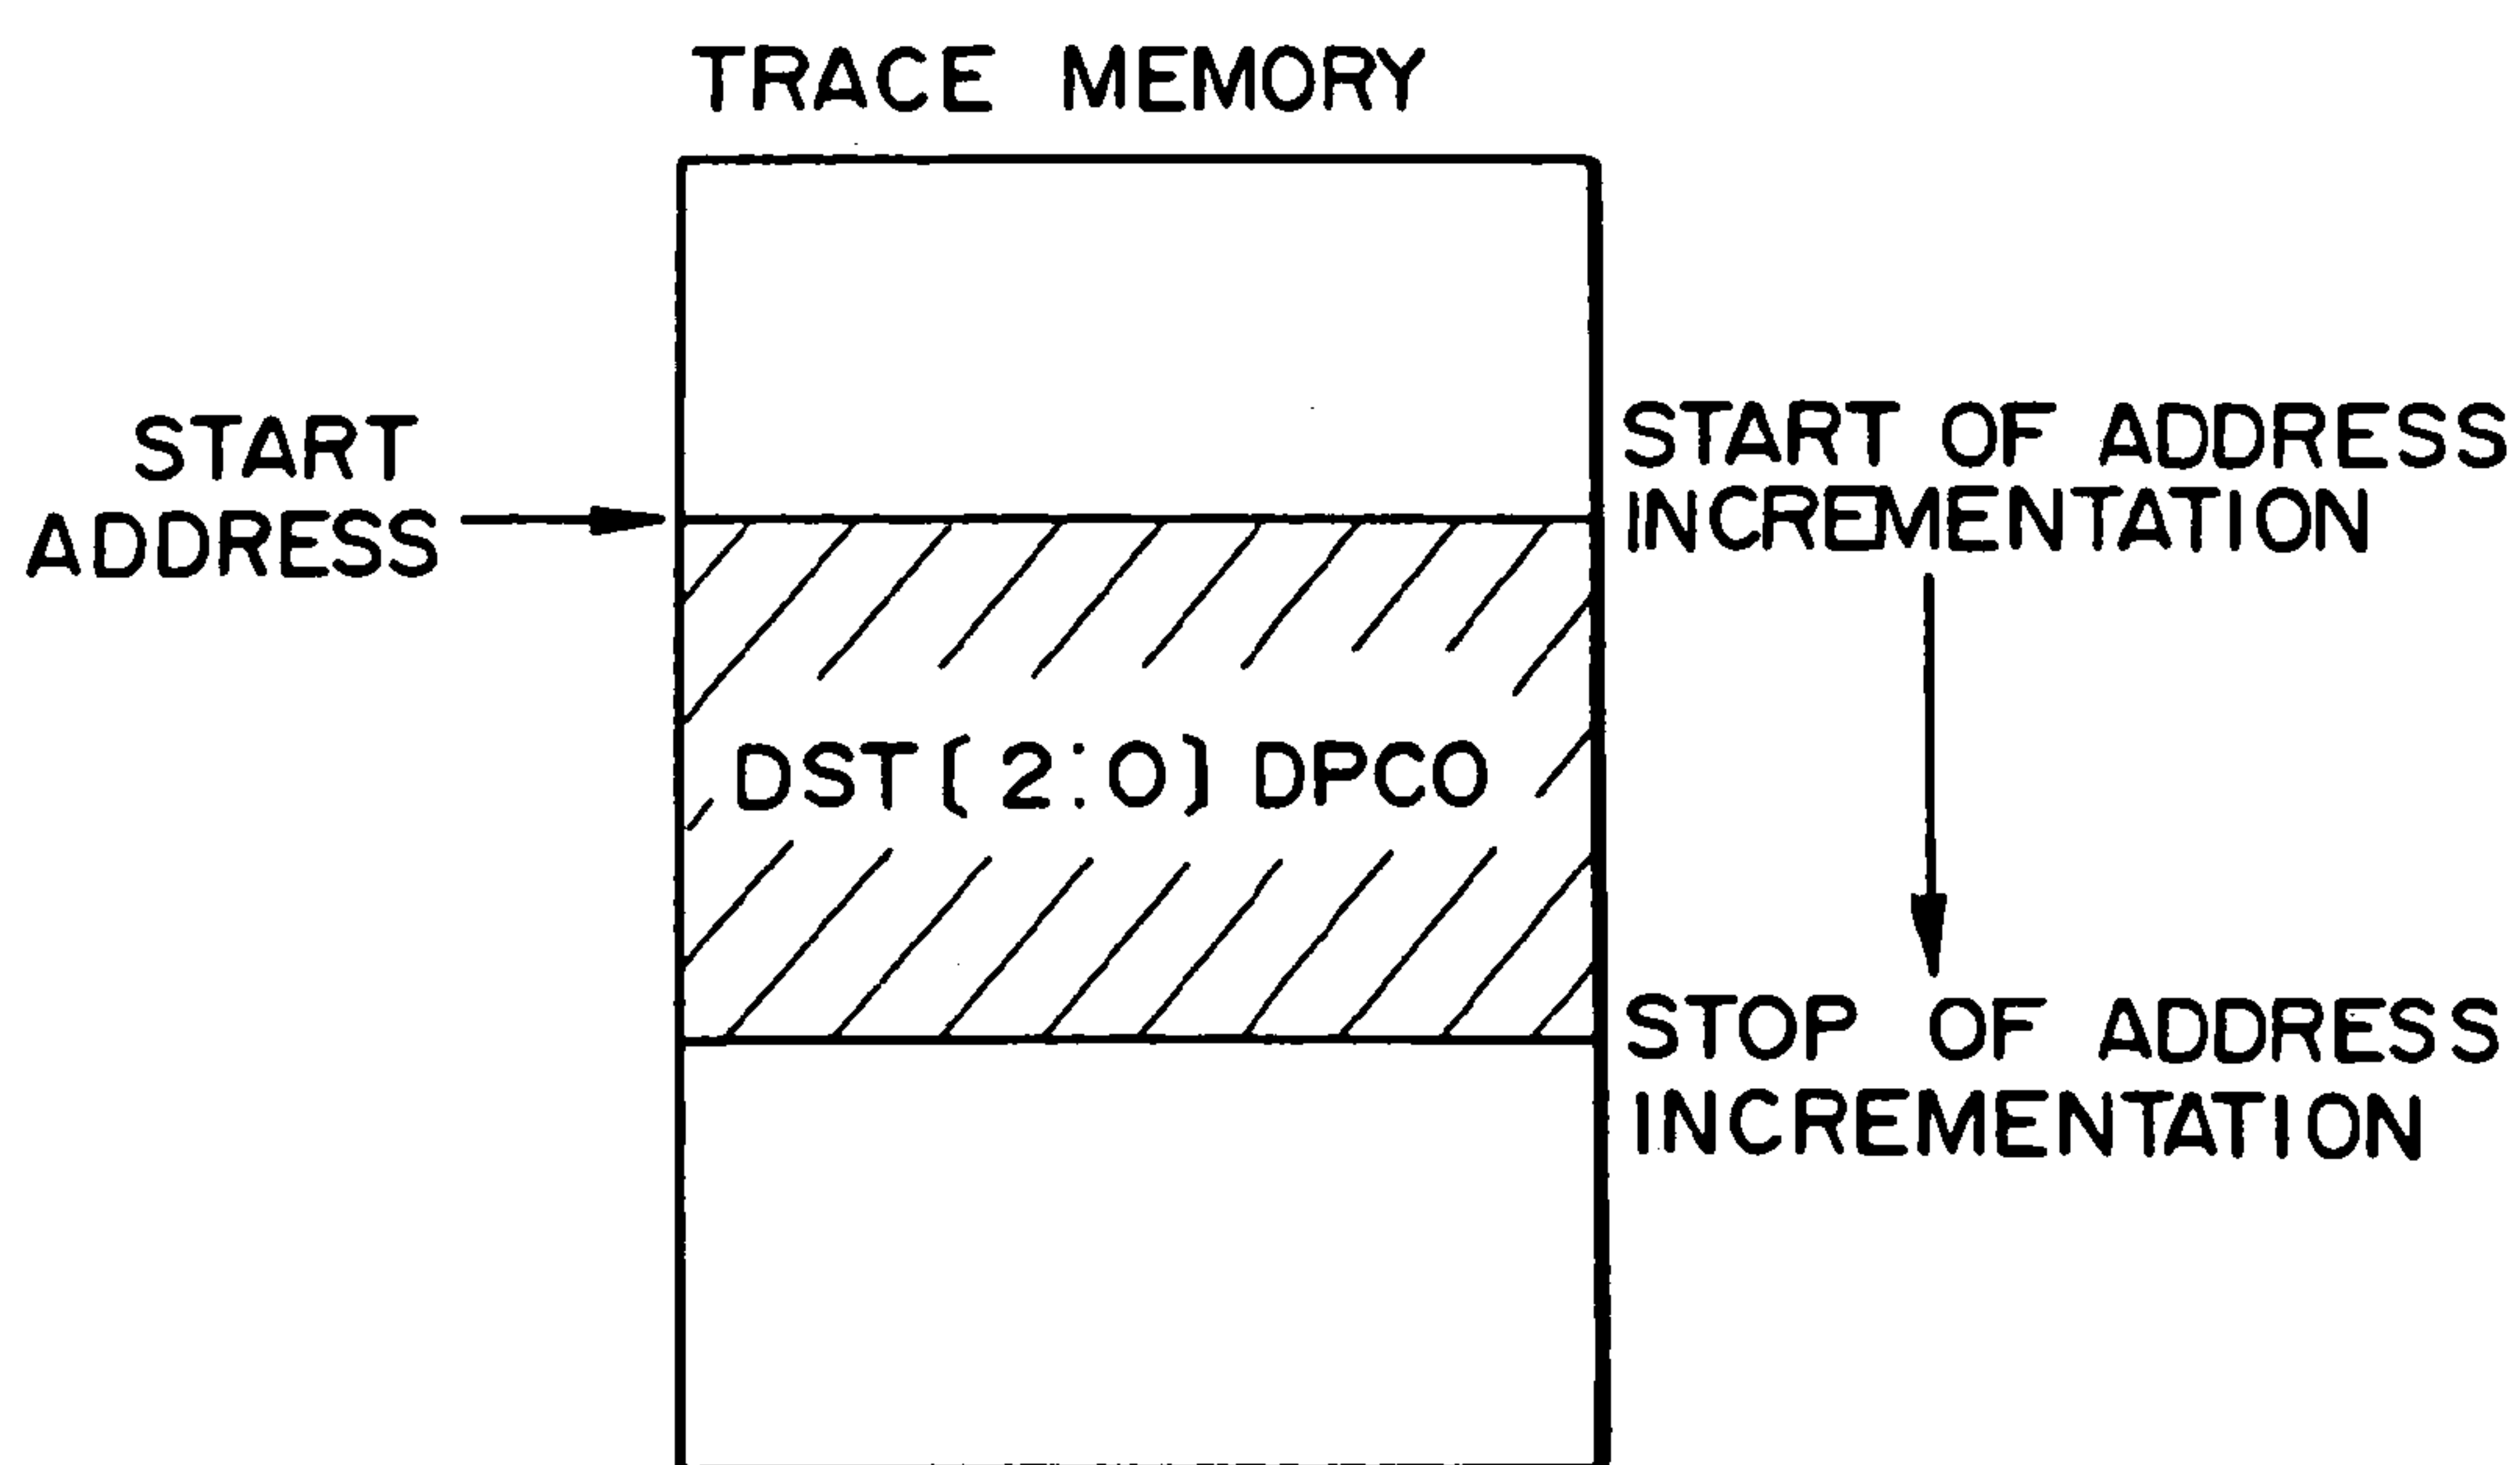 TRACE MEMORY
START
ADDRESS
START OF ADDRESS
INCREMENTATION
DST(2:0) DPCO
STOP OF ADDRESS
INCREMENTATION